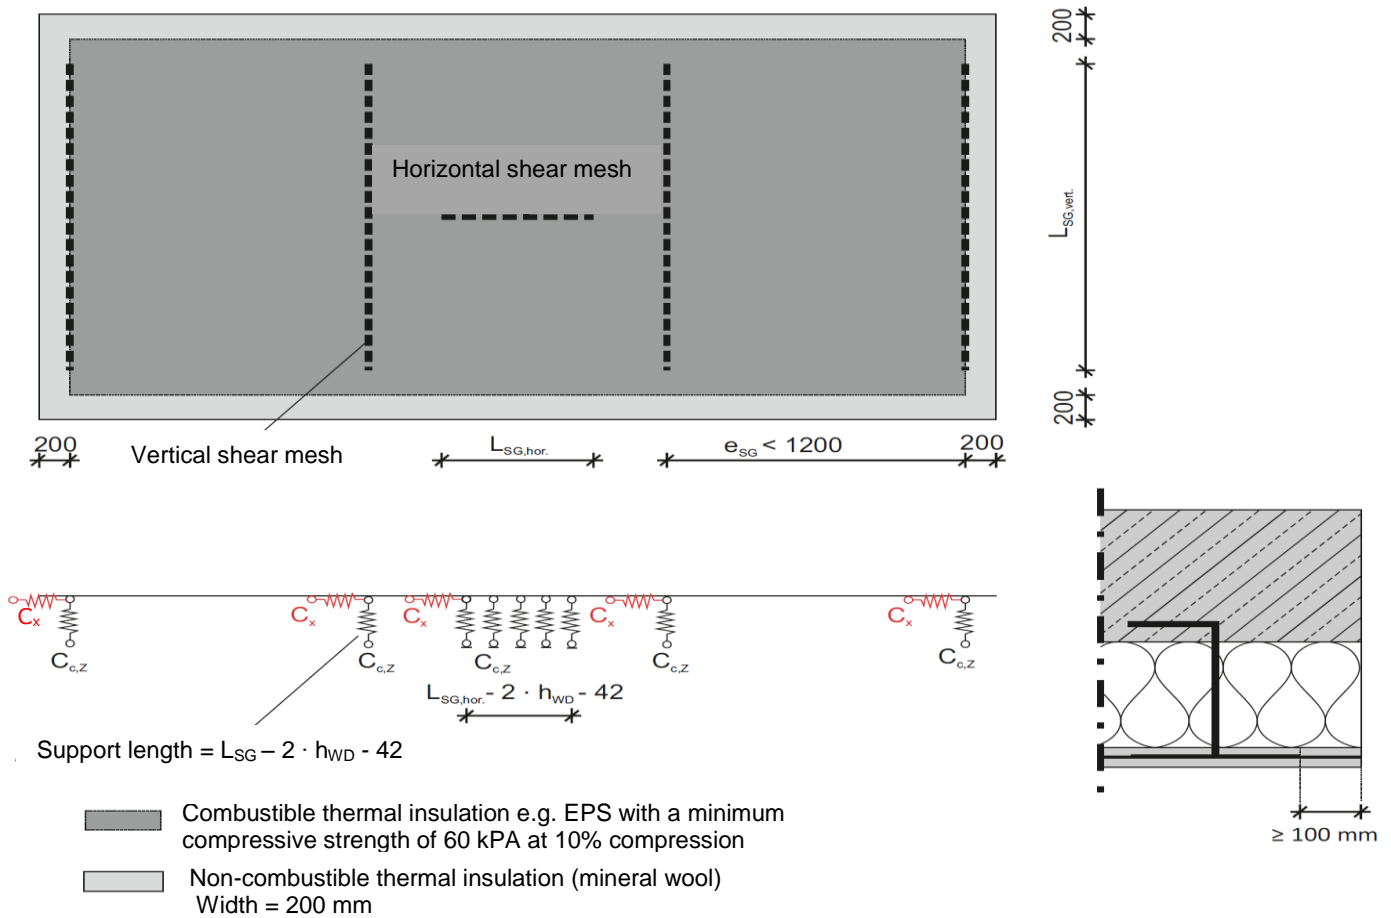 200
Horizontal shear mesh
L_SG,vert.
200
200
Vertical shear mesh
L_SG,hor.
e_SG < 1200
200
C_x
C_x
C_x
C_x
C_x
C_c,z
C_c,z
C_c,z
C_c,z
C_c,z
L_SG,hor. - 2 · h_WD - 42
Support length = L_SG – 2 · h_WD - 42
≥ 100 mm
Combustible thermal insulation e.g. EPS with a minimum
compressive strength of 60 kPA at 10% compression
Non-combustible thermal insulation (mineral wool)
Width = 200 mm